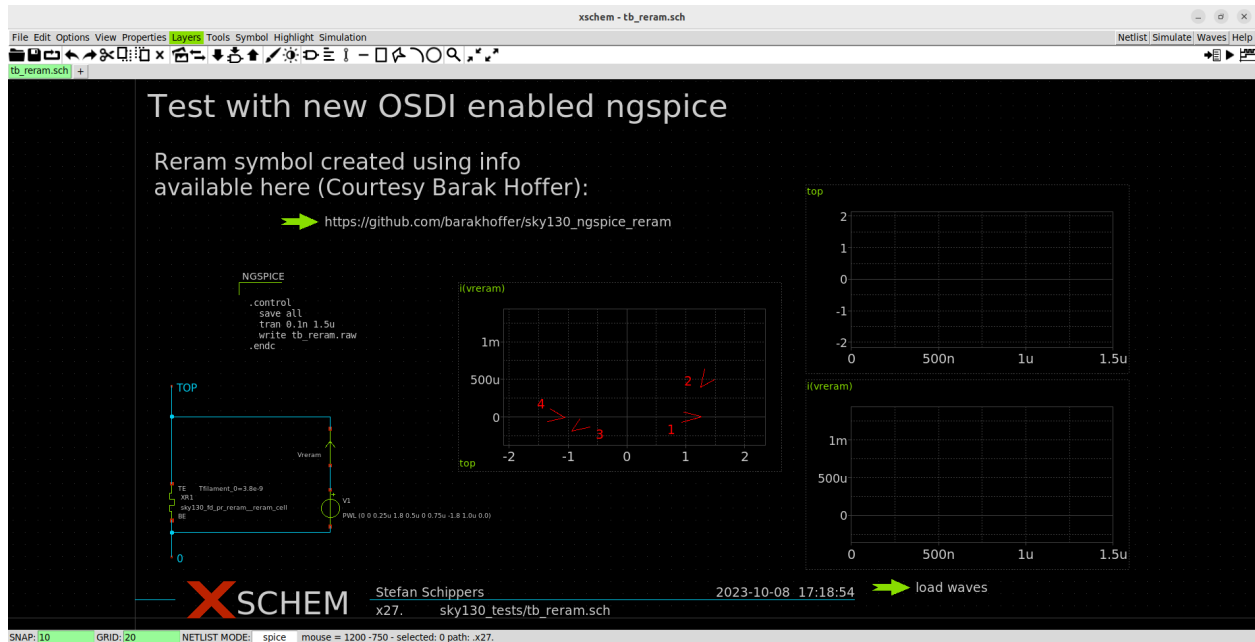 xschem - tb_reram.sch
File Edit Options View Properties Layers Tools Symbol Highlight Simulation Netlist Simulate Waves Help
tb_reram.sch +
Test with new OSDI enabled ngspice
Reram symbol created using info
available here (Courtesy Barak Hoffer):
https://github.com/barakhoffer/sky130_ngspice_reram
NGSPICE
.control
save all
tran 0.1n 1.5u
write tb_reram.raw
.endc
TOP
Vreram
TE Tfilament_0=3.8e-9
XR1
sky130_fd_pr_reram__reram_cell
BE
V1
PWL (0 0 0.25u 1.8 0.5u 0 0.75u -1.8 1.0u 0.0)
0
i(vreram)
1m
500u
0
1
2
3
4
top
-2 -1 0 1 2
top
2
1
0
-1
-2
0 500n 1u 1.5u
i(vreram)
1m
500u
0
0 500n 1u 1.5u
load waves
XSCHEM
Stefan Schippers 2023-10-08 17:18:54
x27. sky130_tests/tb_reram.sch
SNAP: 10 GRID: 20 NETLIST MODE: spice mouse = 1200 -750 - selected: 0 path: .x27.